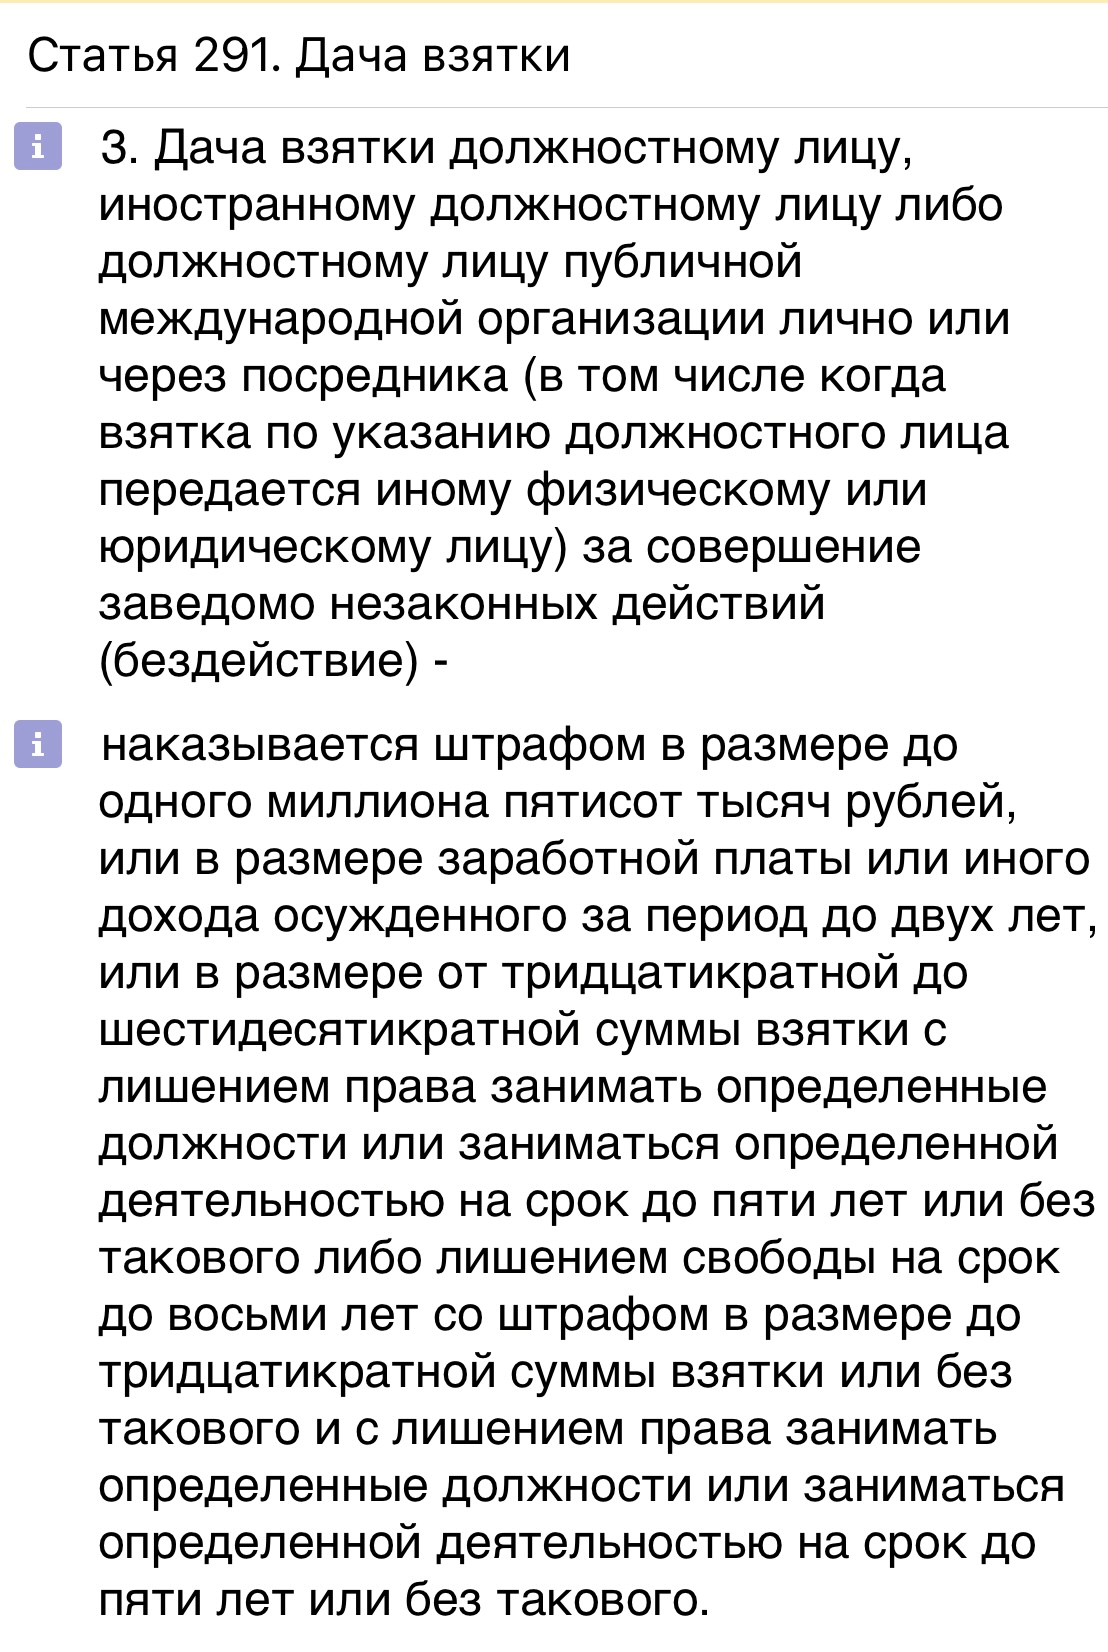 Статья 291. Дача взятки
i 3. Дача взятки должностному лицу,
иностранному должностному лицу либо
должностному лицу публичной
международной организации лично или
через посредника (в том числе когда
взятка по указанию должностного лица
передается иному физическому или
юридическому лицу) за совершение
заведомо незаконных действий
(бездействие) -
i наказывается штрафом в размере до
одного миллиона пятисот тысяч рублей,
или в размере заработной платы или иного
дохода осужденного за период до двух лет,
или в размере от тридцатикратной до
шестидесятикратной суммы взятки с
лишением права занимать определенные
должности или заниматься определенной
деятельностью на срок до пяти лет или без
такового либо лишением свободы на срок
до восьми лет со штрафом в размере до
тридцатикратной суммы взятки или без
такового и с лишением права занимать
определенные должности или заниматься
определенной деятельностью на срок до
пяти лет или без такового.